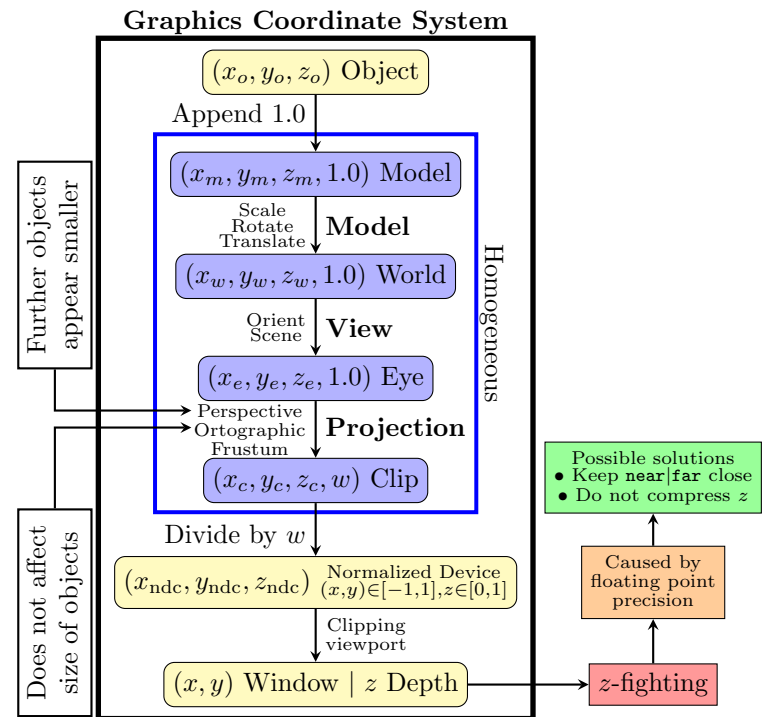 Graphics Coordinate System
(x_o, y_o, z_o) Object
Append 1.0
(x_m, y_m, z_m, 1.0) Model
Scale
Rotate
Translate
Model
(x_w, y_w, z_w, 1.0) World
Orient
Scene
View
(x_e, y_e, z_e, 1.0) Eye
Perspective
Ortographic
Frustum
Projection
(x_c, y_c, z_c, w) Clip
Homogeneous
Divide by w
(x_ndc, y_ndc, z_ndc)
Normalized Device
(x,y)∈[−1,1],z∈[0,1]
Clipping
viewport
(x, y) Window | z Depth
Further objects
appear smaller
Does not affect
size of objects
Possible solutions
• Keep near|far close
• Do not compress z
Caused by
floating point
precision
z-fighting